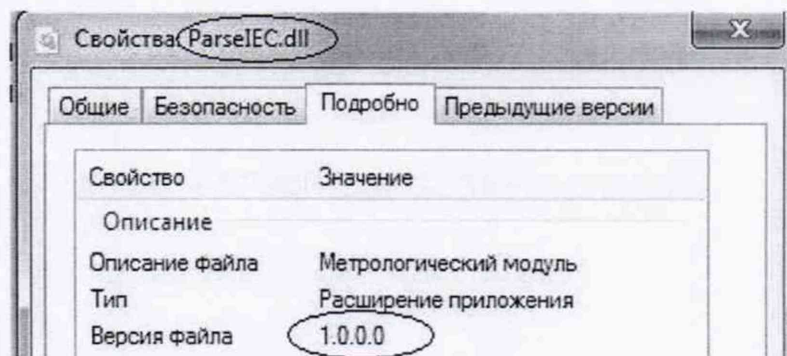 Свойства: ParseIEC.dll
Общие Безопасность Подробно Предыдущие версии
Свойство Значение
Описание
Описание файла Метрологический модуль
Тип Расширение приложения
Версия файла 1.0.0.0